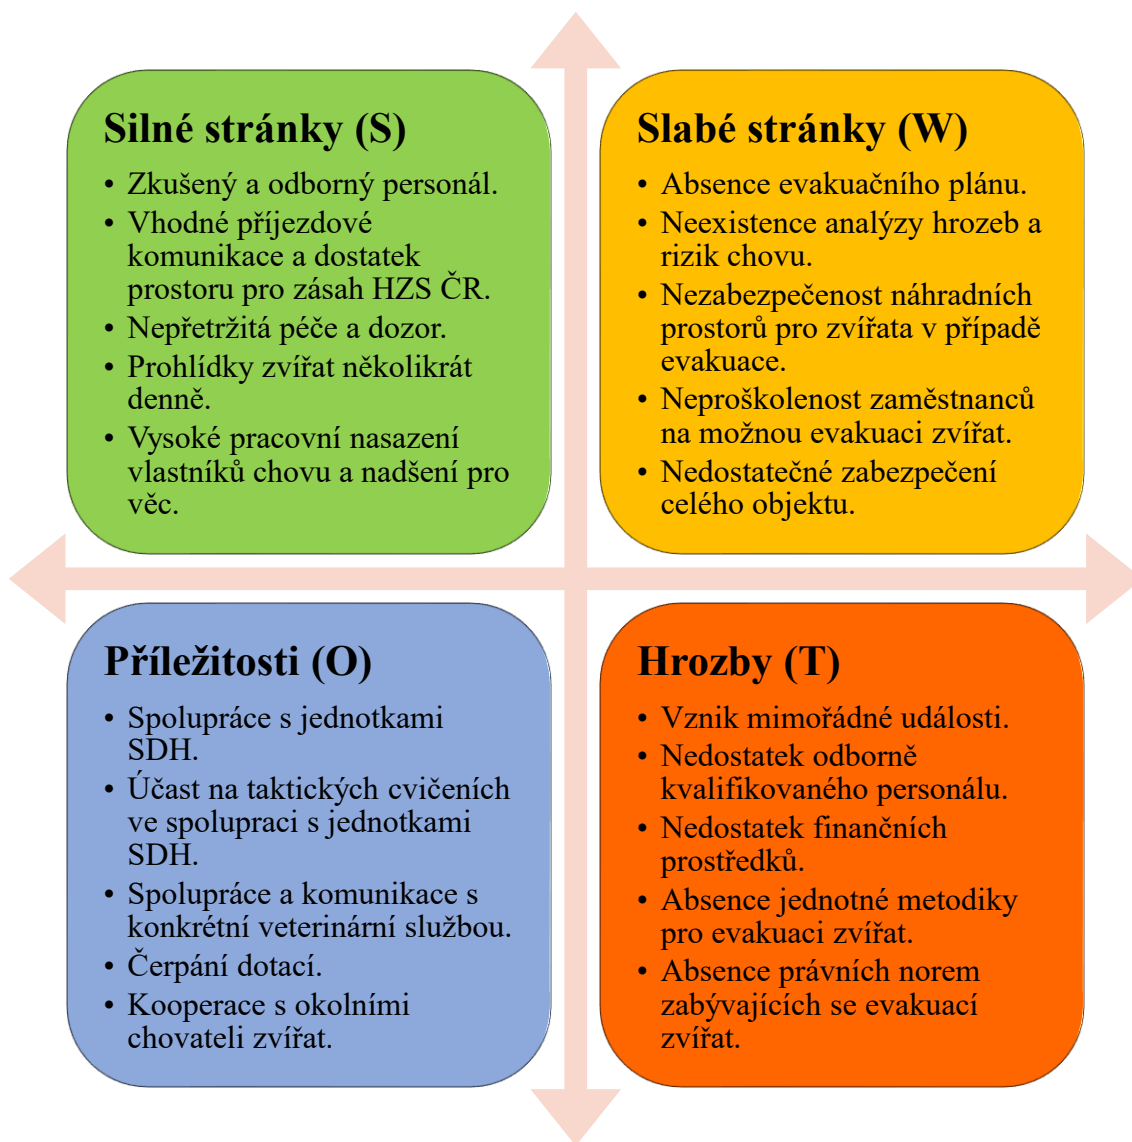 Silné stránky (S)
• Zkušený a odborný personál.
• Vhodné příjezdové
komunikace a dostatek
prostoru pro zásah HZS ČR.
• Nepřetržitá péče a dozor.
• Prohlídky zvířat několikrát
denně.
• Vysoké pracovní nasazení
vlastníků chovu a nadšení pro
věc.
Slabé stránky (W)
• Absence evakuačního plánu.
• Neexistence analýzy hrozeb a
rizik chovu.
• Nezabezpečenost náhradních
prostorů pro zvířata v případě
evakuace.
• Neproškolenost zaměstnanců
na možnou evakuaci zvířat.
• Nedostatečné zabezpečení
celého objektu.
Příležitosti (O)
• Spolupráce s jednotkami
SDH.
• Účast na taktických cvičeních
ve spolupraci s jednotkami
SDH.
• Spolupráce a komunikace s
konkrétní veterinární službou.
• Čerpání dotací.
• Kooperace s okolními
chovateli zvířat.
Hrozby (T)
• Vznik mimořádné události.
• Nedostatek odborně
kvalifikovaného personálu.
• Nedostatek finančních
prostředků.
• Absence jednotné metodiky
pro evakuaci zvířat.
• Absence právních norem
zabývajících se evakuací
zvířat.